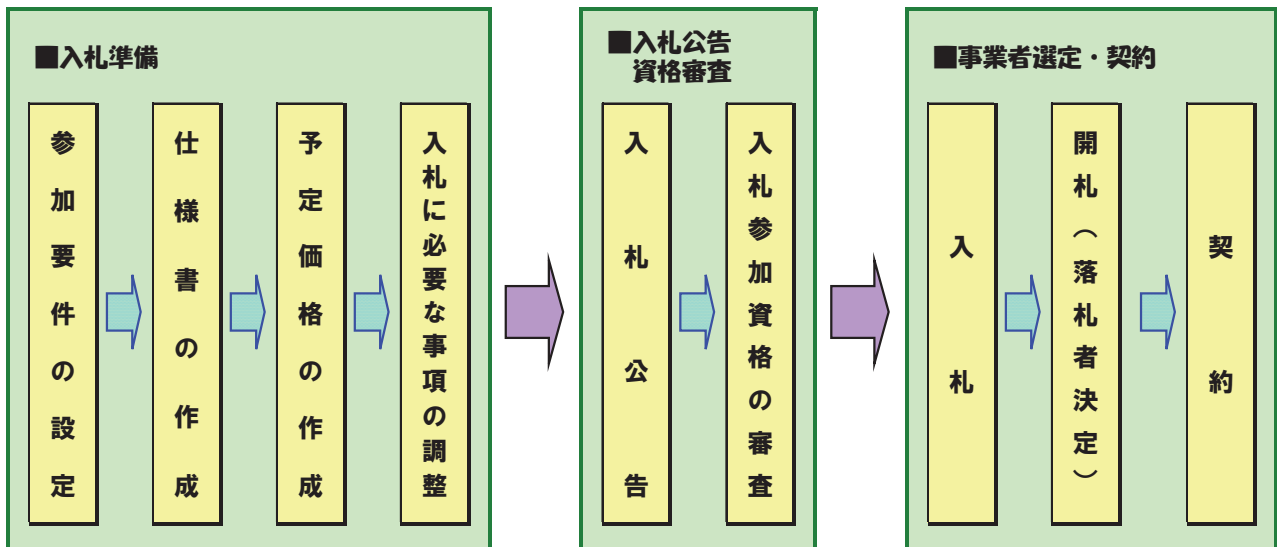 ■入札準備
参加要件の設定
仕様書の作成
予定価格の作成
入札に必要な事項の調整
■入札公告
資格審査
入札公告
入札参加資格の審査
■事業者選定・契約
入札
開札（落札者決定）
契約